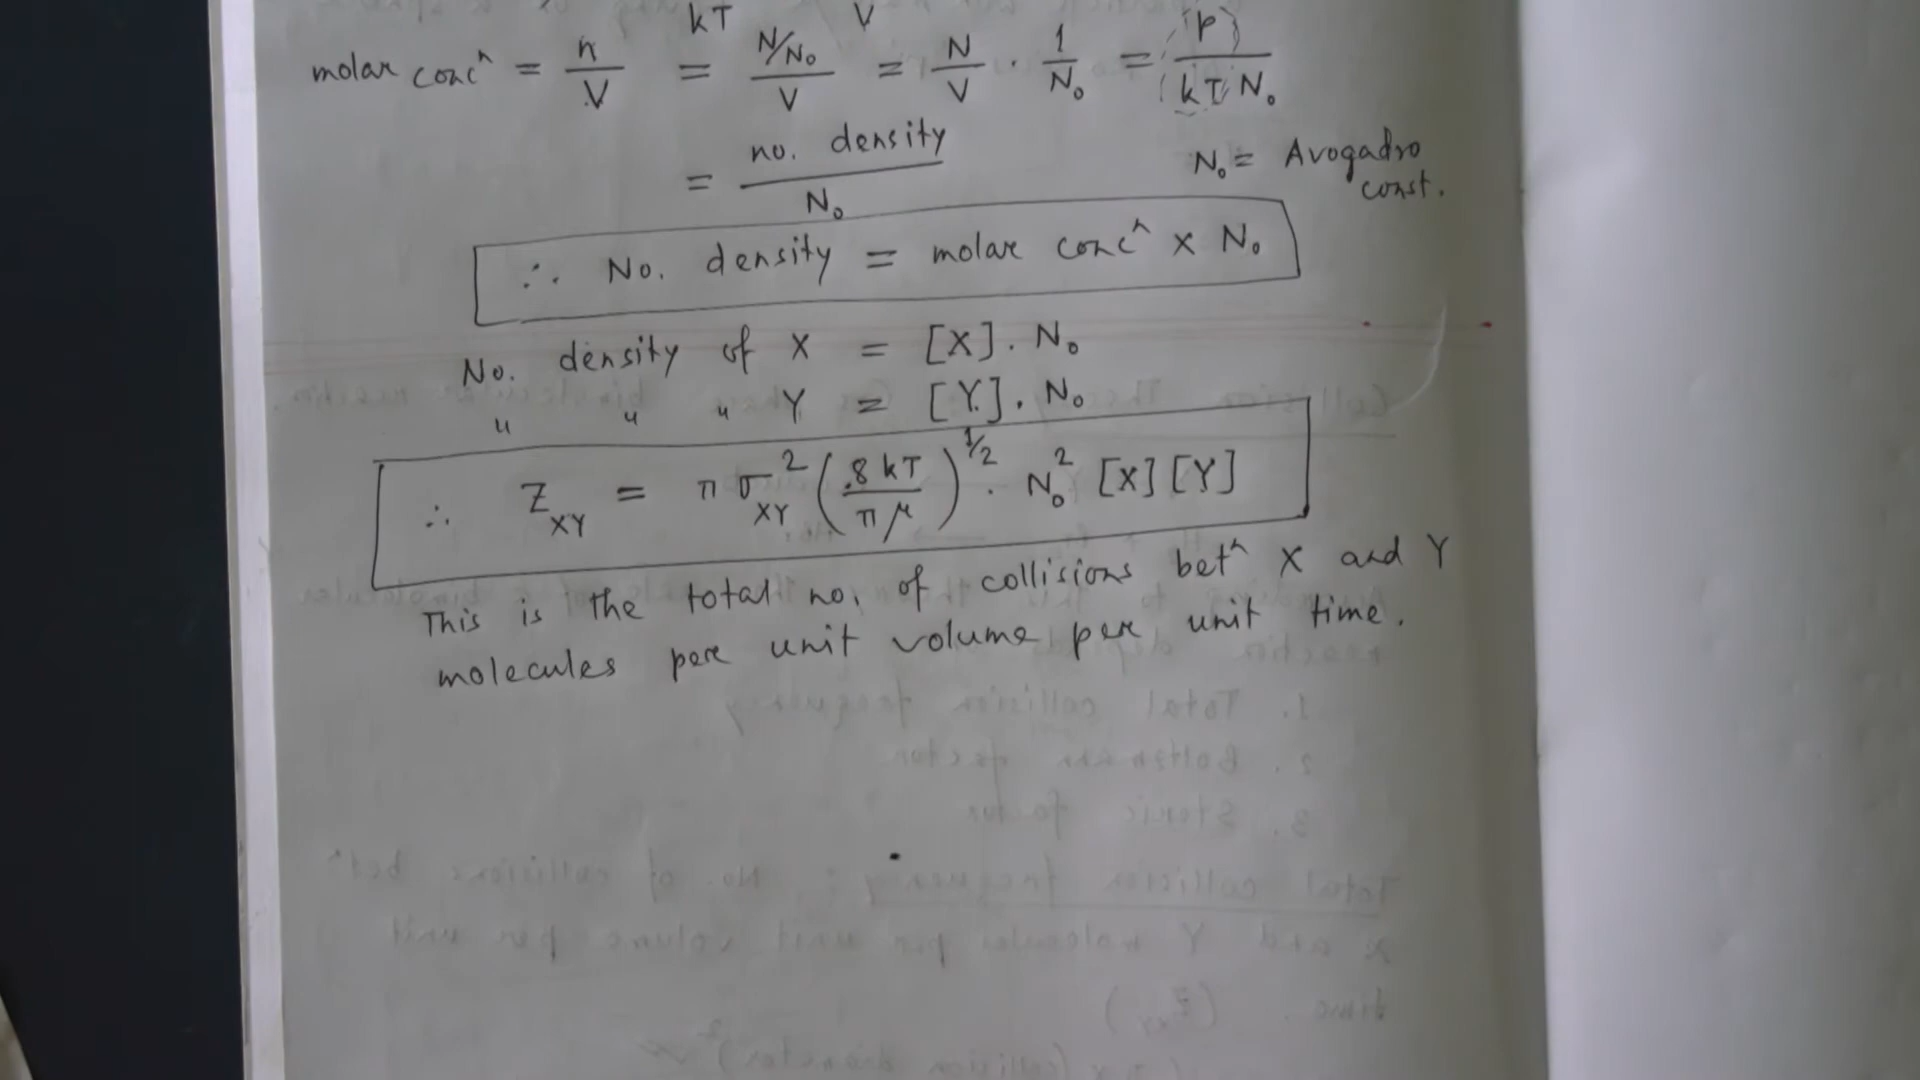 kT V
molar concⁿ = n/V = (N/N₀)/V = N/V · 1/N₀ = p/(kT N₀)
= no. density / N₀
N₀ = Avogadro const.
∴ No. density = molar concⁿ × N₀
No. density of X = [X]. N₀
" " " Y = [Y]. N₀
∴ Z_XY = π σ_XY² (8kT/πμ)^1/2 . N₀² [X][Y]
This is the total no. of collisions betⁿ X and Y
molecules per unit volume per unit time.